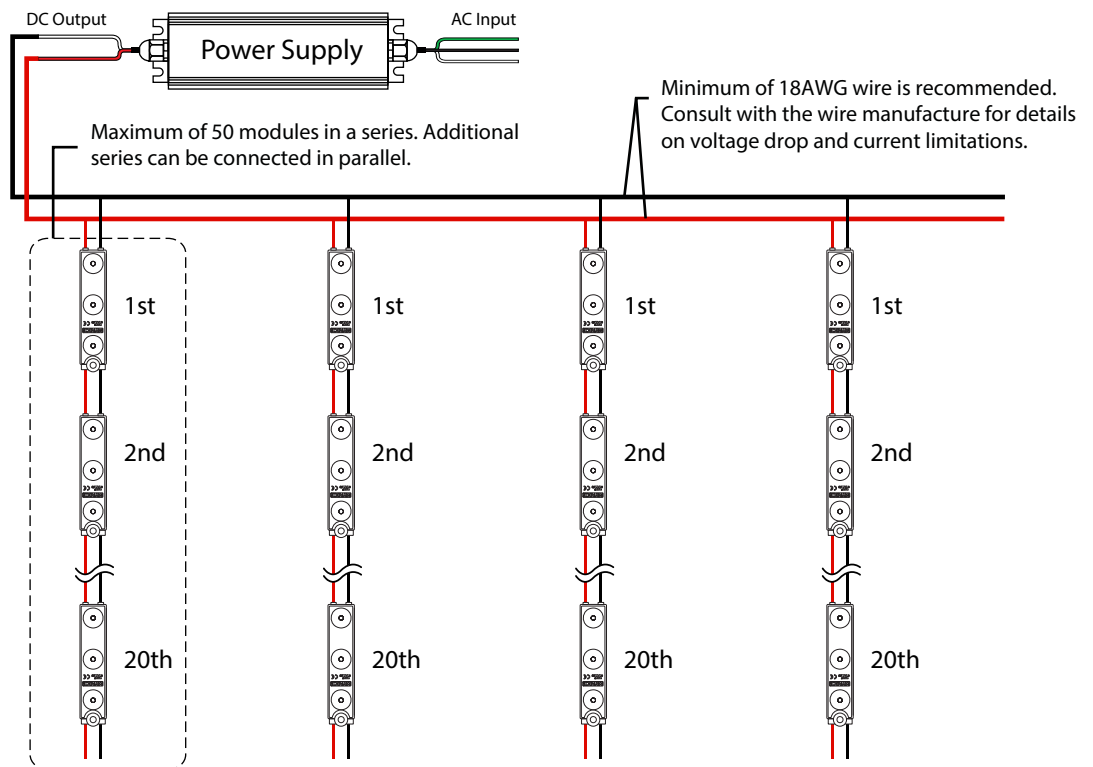 DC Output
AC Input
Power Supply
Minimum of 18AWG wire is recommended.
Consult with the wire manufacture for details
on voltage drop and current limitations.
Maximum of 50 modules in a series. Additional
series can be connected in parallel.
1st
1st
1st
1st
2nd
2nd
2nd
2nd
20th
20th
20th
20th